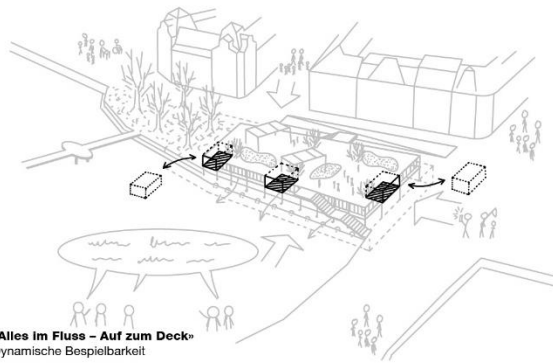 Alles im Fluss – Auf zum Deck»
ynamische Bespielbarkeit